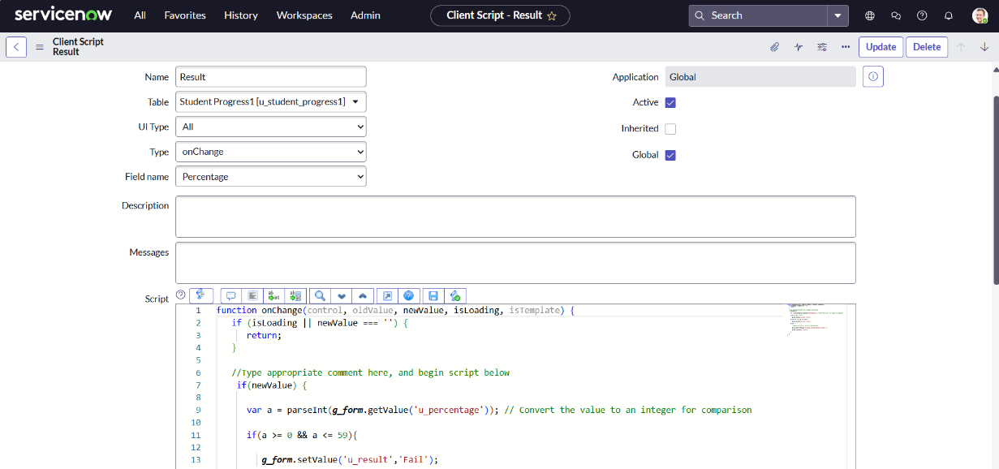 servicenow All Favorites History Workspaces Admin Client Script - Result Search
Client Script
Result
Update Delete
Name Result Application Global
Table Student Progress1 [u_student_progress1] Active
UI Type All Inherited
Type onChange Global
Field name Percentage
Description
Messages
Script
1 function onChange(control, oldValue, newValue, isLoading, isTemplate) {
2 if (isLoading || newValue === '') {
3 return;
4 }
5
6 //Type appropriate comment here, and begin script below
7 if(newValue) {
8
9 var a = parseInt(g_form.getValue('u_percentage')); // Convert the value to an integer for comparison
10
11 if(a >= 0 && a <= 59){
12
13 g_form.setValue('u_result','Fail');